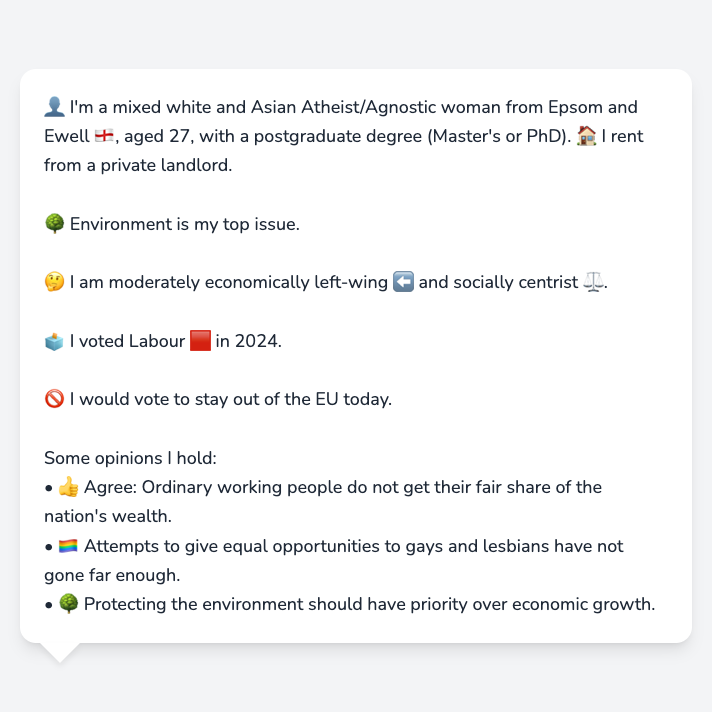 👤 I'm a mixed white and Asian Atheist/Agnostic woman from Epsom and
Ewell 🏴󠁧󠁢󠁥󠁮󠁧󠁿, aged 27, with a postgraduate degree (Master's or PhD). 🏠 I rent
from a private landlord.
🌳 Environment is my top issue.
🤔 I am moderately economically left-wing ⬅️ and socially centrist ⚖️.
🗳️ I voted Labour 🟥 in 2024.
🚫 I would vote to stay out of the EU today.
Some opinions I hold:
• 👍 Agree: Ordinary working people do not get their fair share of the
nation's wealth.
• 🏳️‍🌈 Attempts to give equal opportunities to gays and lesbians have not
gone far enough.
• 🌳 Protecting the environment should have priority over economic growth.